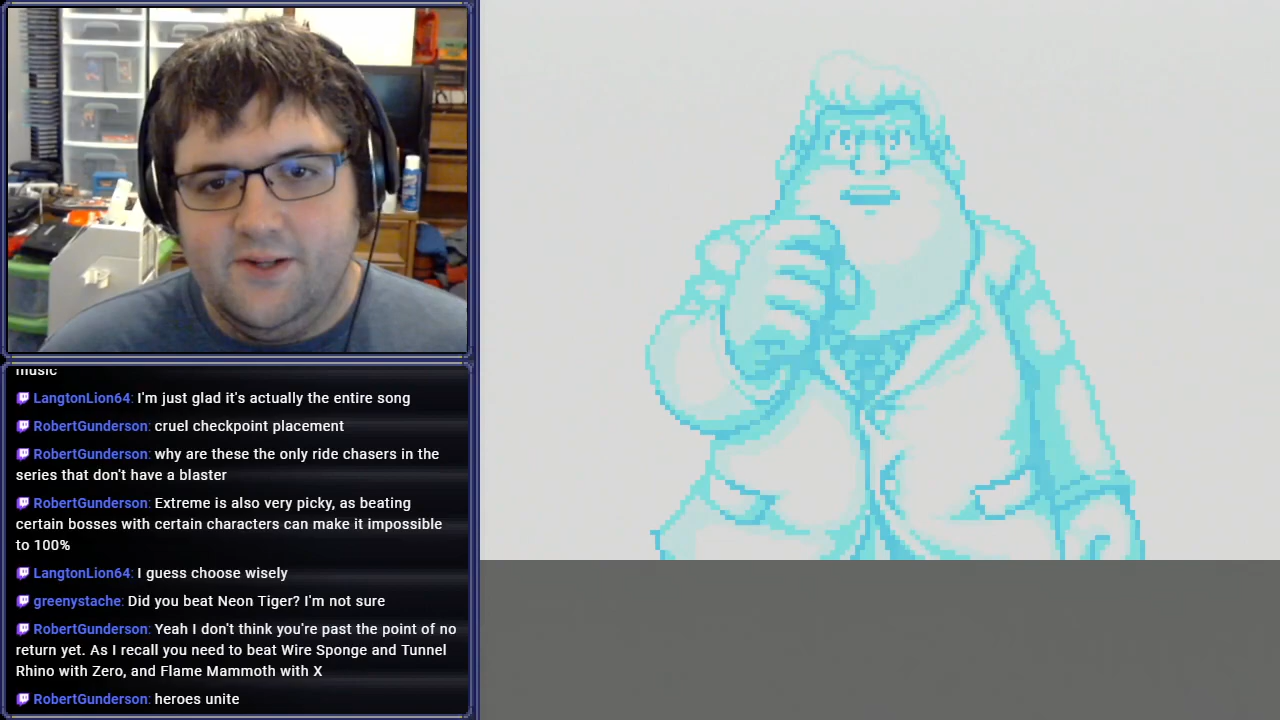 music
LangtonLion64: I'm just glad it's actually the entire song
RobertGunderson: cruel checkpoint placement
RobertGunderson: why are these the only ride chasers in the
series that don't have a blaster
RobertGunderson: Extreme is also very picky, as beating
certain bosses with certain characters can make it impossible
to 100%
LangtonLion64: I guess choose wisely
greenystache: Did you beat Neon Tiger? I'm not sure
RobertGunderson: Yeah I don't think you're past the point of no
return yet. As I recall you need to beat Wire Sponge and Tunnel
Rhino with Zero, and Flame Mammoth with X
RobertGunderson: heroes unite